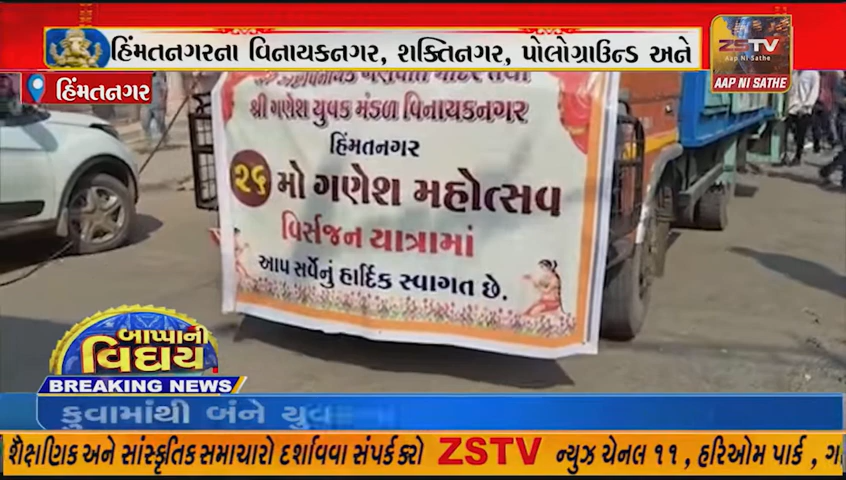 હિંમતનગરના વિનાયકનગર, શક્તિનગર, પોલોગ્રાઉન્ડ અને
ZSTV
Aap Ni Sathe
AAP NI SATHE
હિંમતનગર
શ્રી ગણેશ યુવક મંડળ વિનાયકનગર
હિંમતનગર
૨૬ મો ગણેશ મહોત્સવ
વિર્સજન યાત્રામાં
આપ સર્વેનું હાર્દિક સ્વાગત છે.
બાપ્પાની
વિદાય
BREAKING NEWS
કુવામાંથી બંને
શૈક્ષણિક અને સાંસ્કૃતિક સમાચારો દર્શાવવા સંપર્ક કરો ZSTV ન્યુઝ ચેનલ ૧૧ , હરિઓમ પાર્ક ,